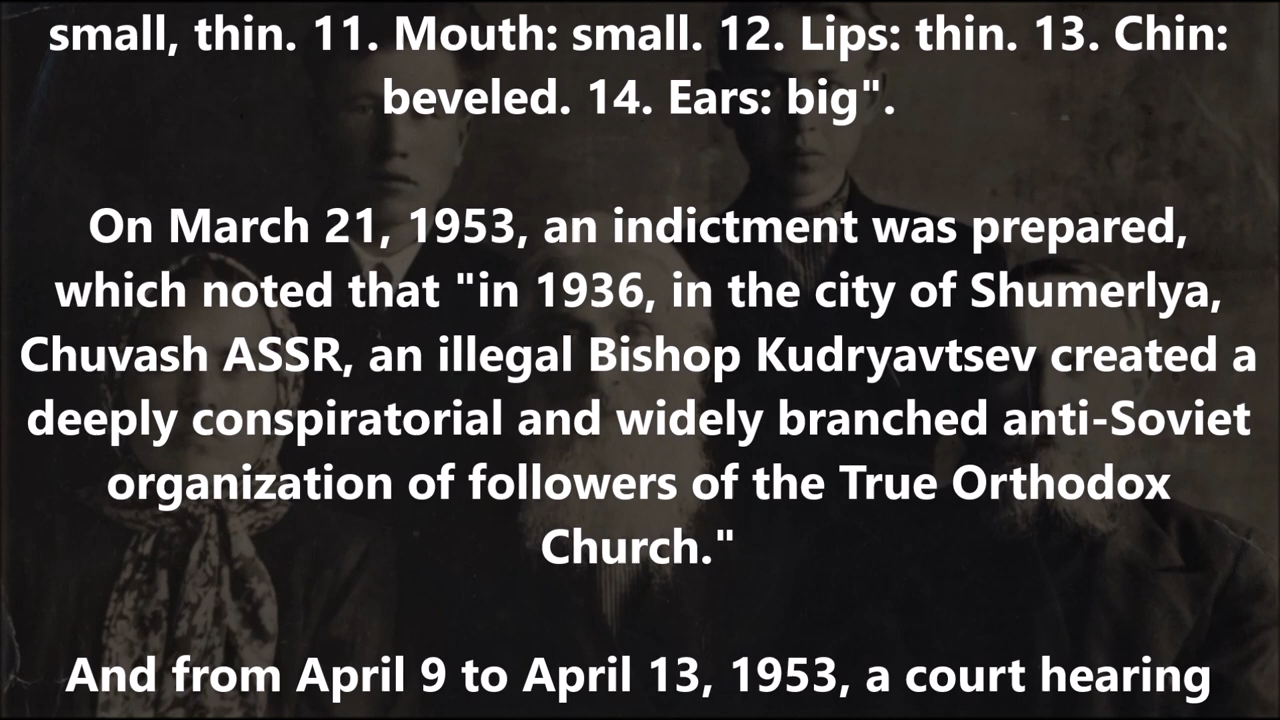 small, thin. 11. Mouth: small. 12. Lips: thin. 13. Chin:
beveled. 14. Ears: big".
On March 21, 1953, an indictment was prepared,
which noted that "in 1936, in the city of Shumerlya,
Chuvash ASSR, an illegal Bishop Kudryavtsev created a
deeply conspiratorial and widely branched anti-Soviet
organization of followers of the True Orthodox
Church."
And from April 9 to April 13, 1953, a court hearing